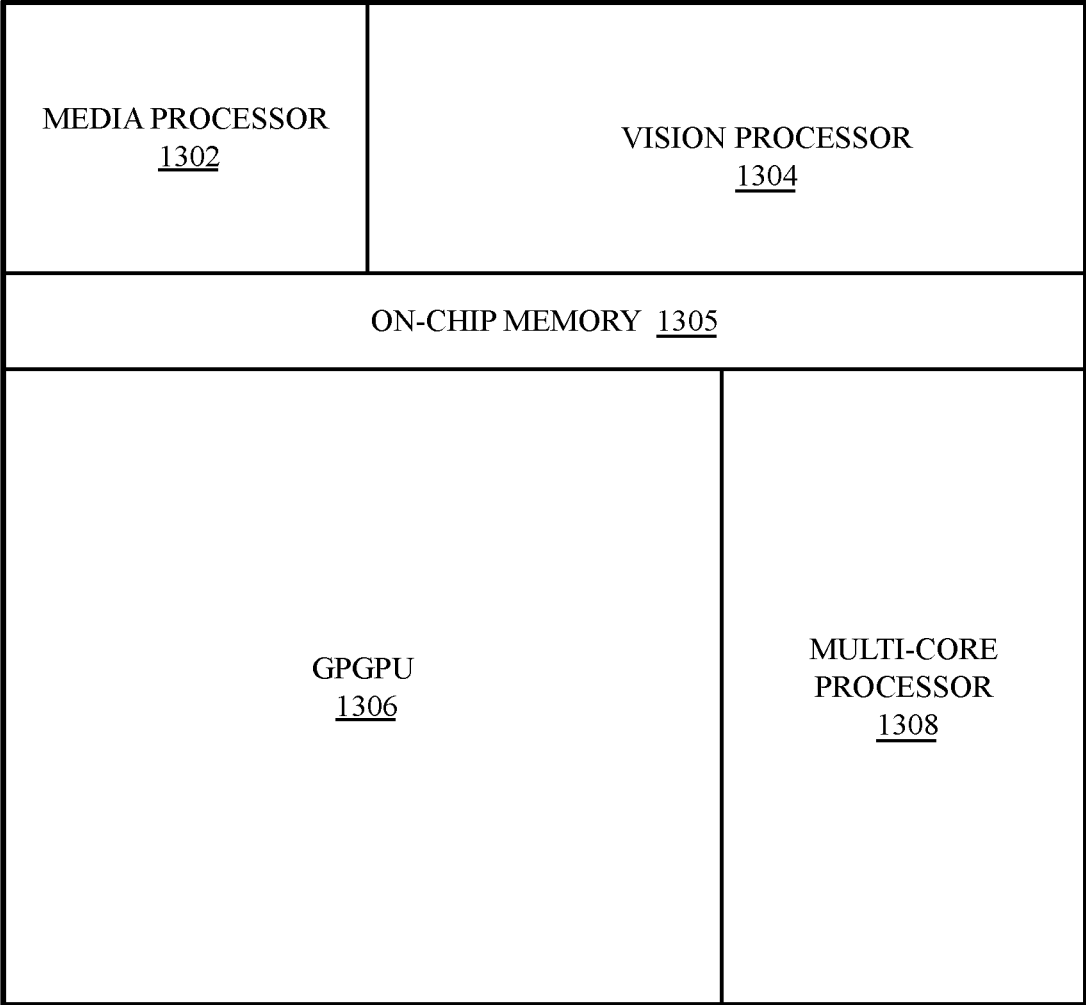 MEDIA PROCESSOR
1302
VISION PROCESSOR
1304
ON-CHIP MEMORY 1305
GPGPU
1306
MULTI-CORE
PROCESSOR
1308